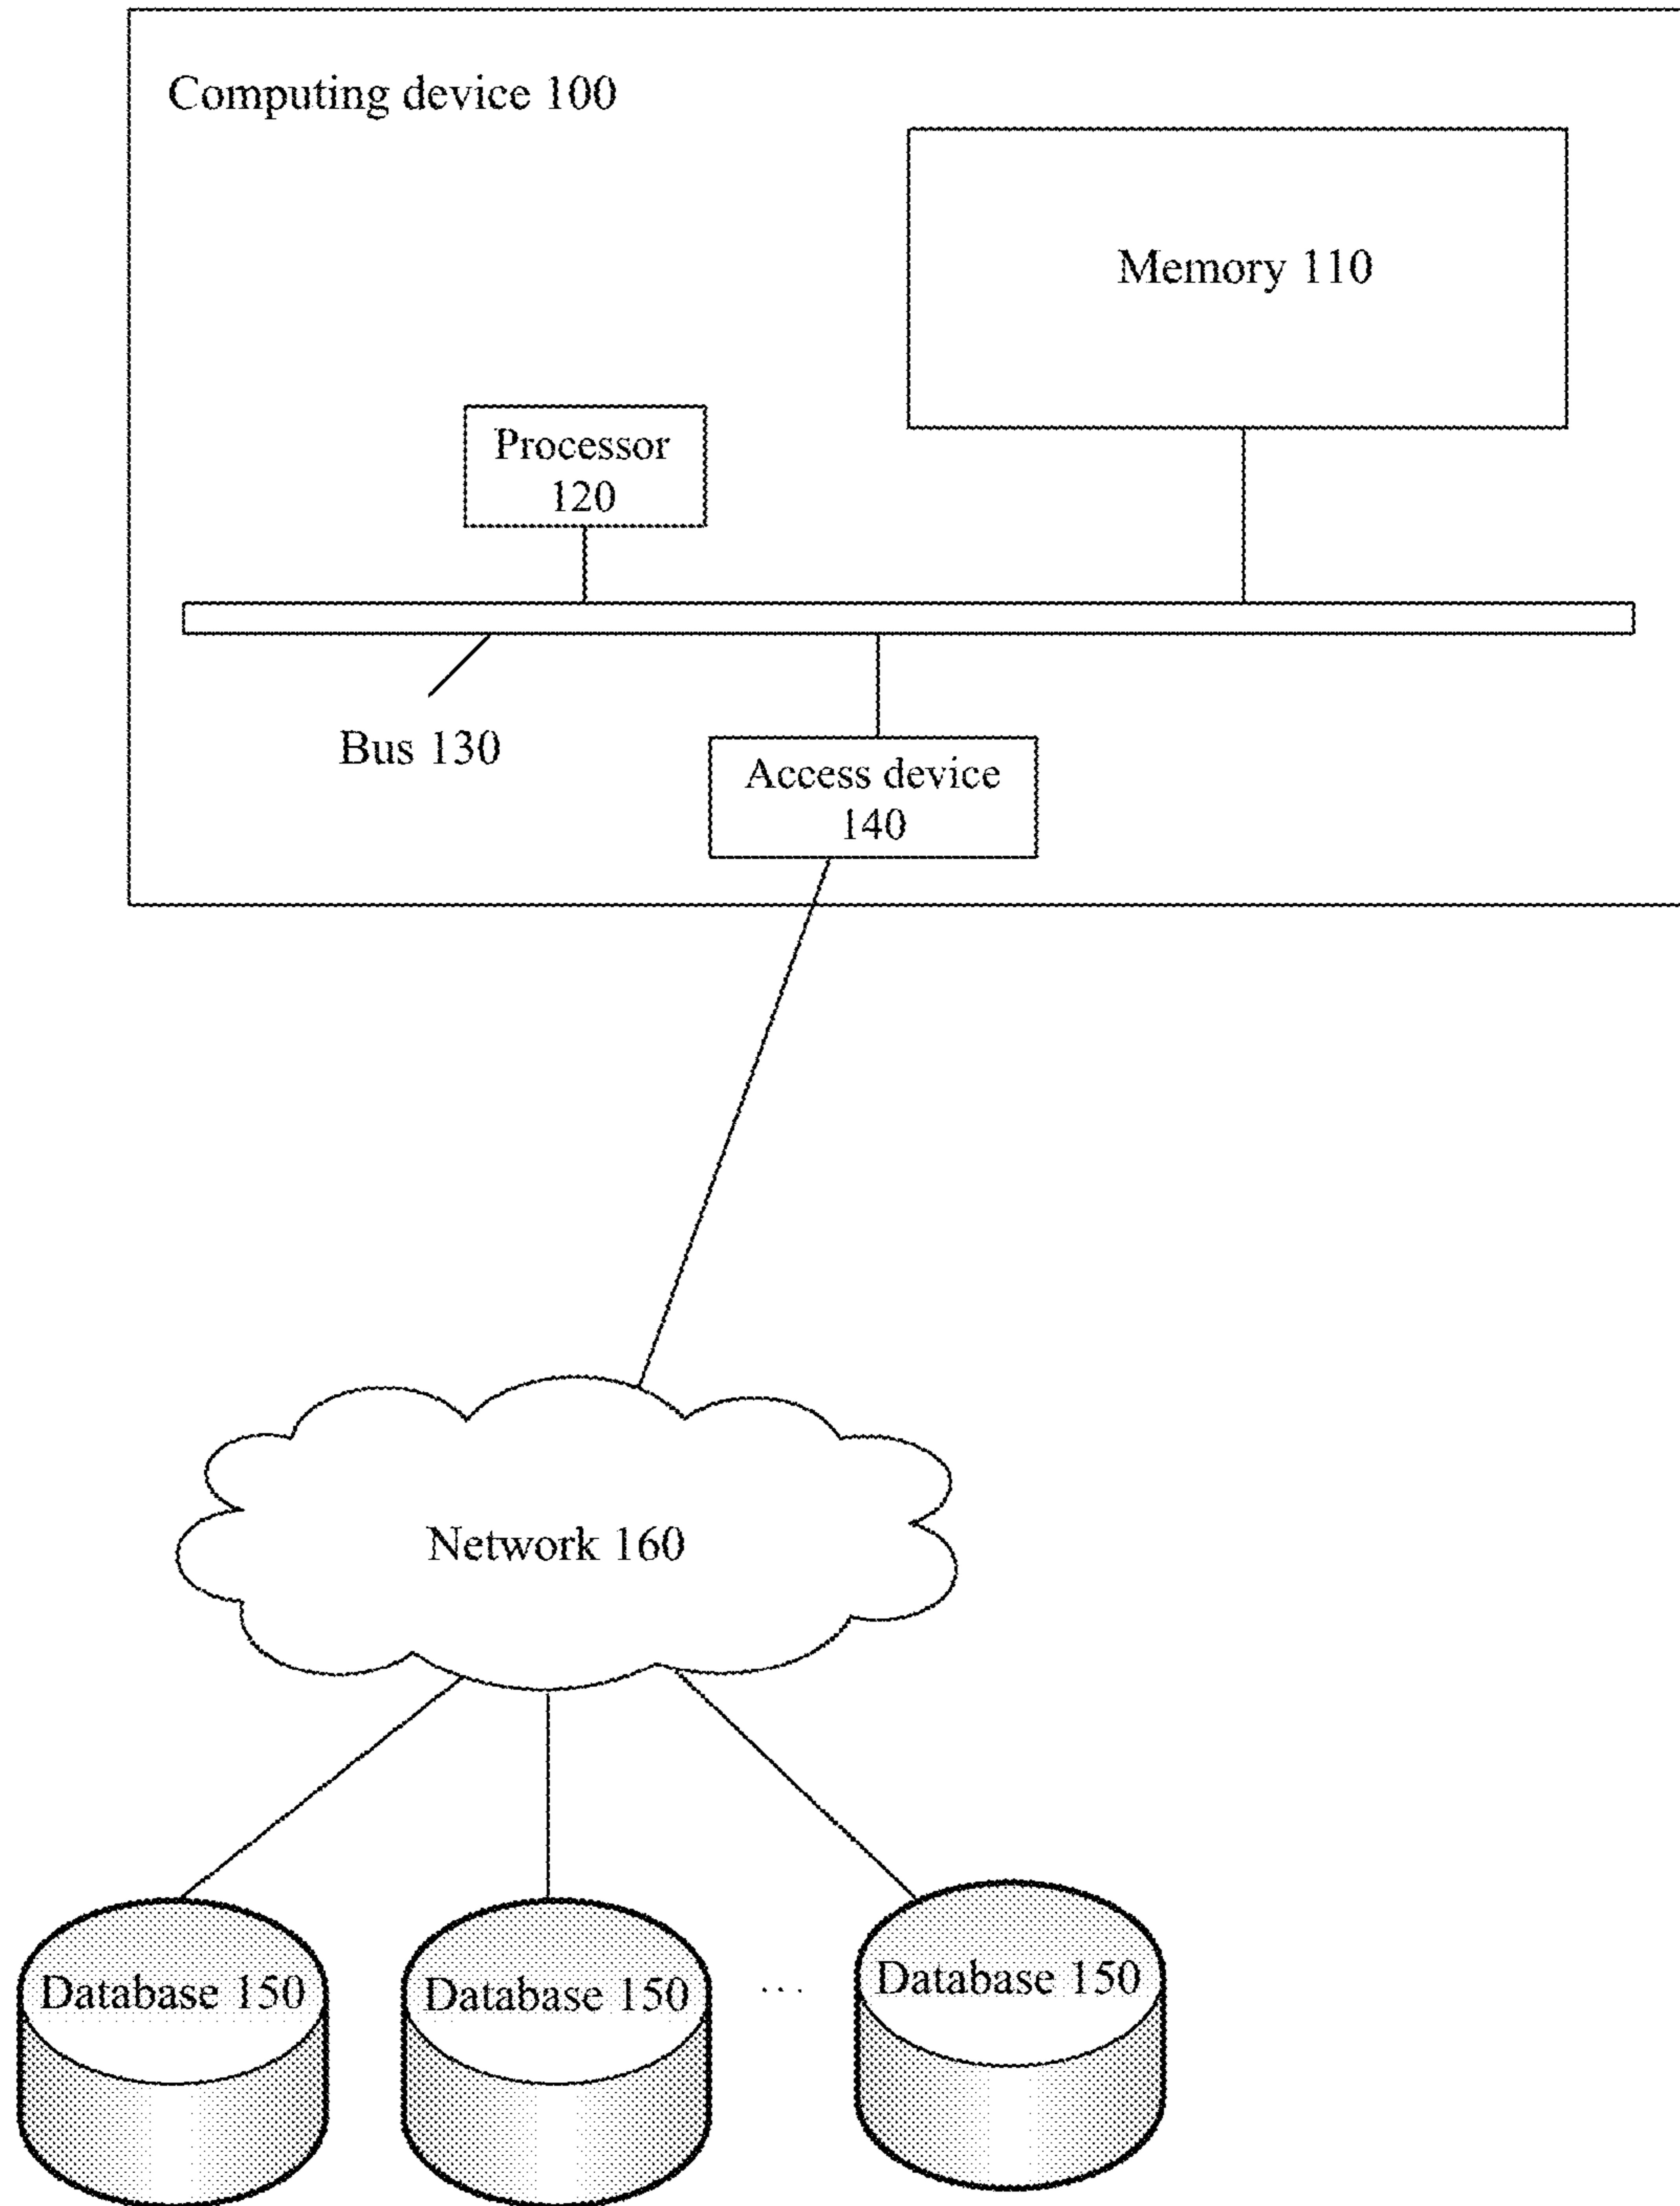 Computing device 100
Memory 110
Processor
120
Bus 130
Access device
140
Network 160
Database 150
Database 150
...
Database 150